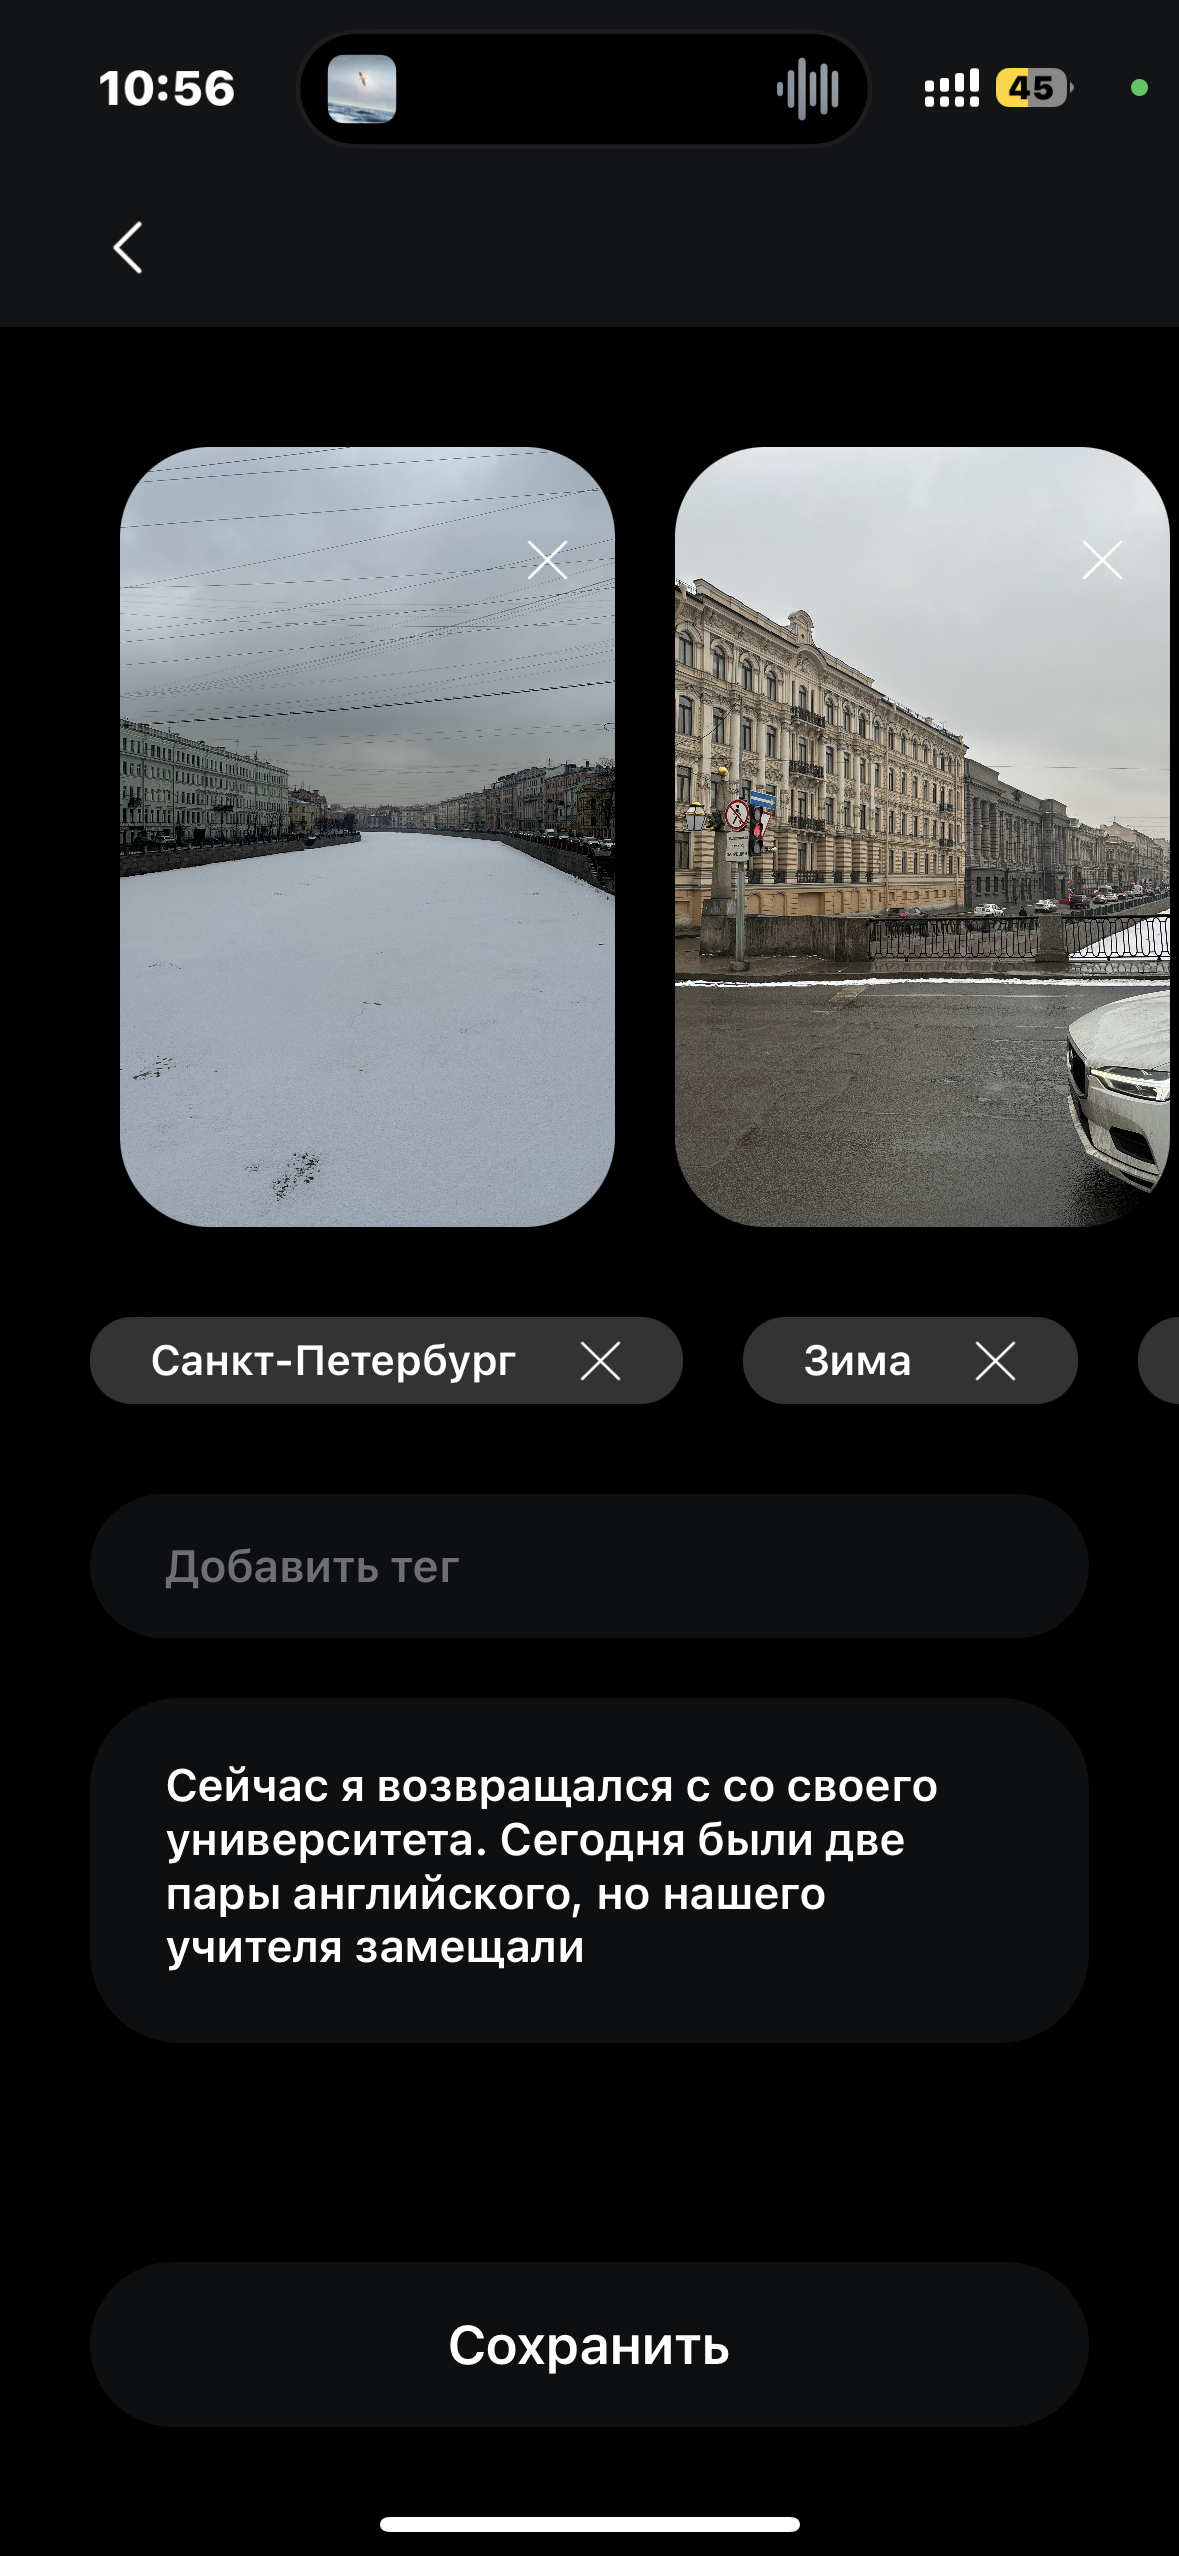 10:56
45
Санкт-Петербург
Зима
Добавить тег
Сейчас я возвращался с со своего
университета. Сегодня были две
пары английского, но нашего
учителя замещали
Сохранить